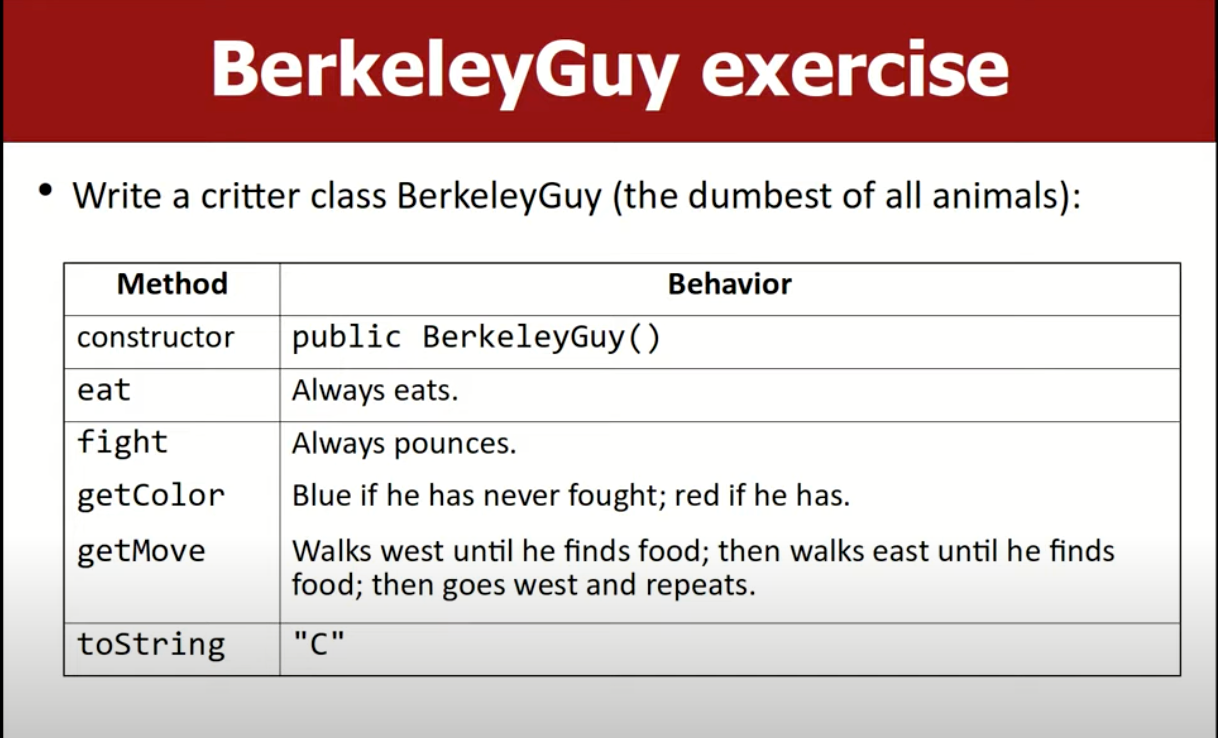 BerkeleyGuy exercise
• Write a critter class BerkeleyGuy (the dumbest of all animals):
Method Behavior
constructor public BerkeleyGuy()
eat Always eats.
fight Always pounces.
getColor Blue if he has never fought; red if he has.
getMove Walks west until he finds food; then walks east until he finds
food; then goes west and repeats.
toString "C"